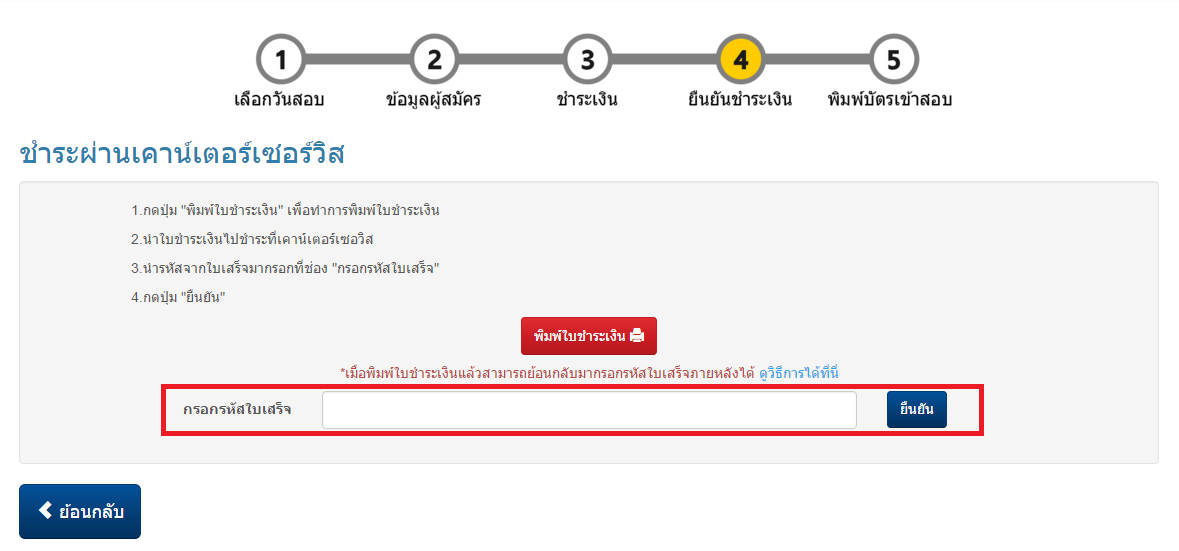 1 2 3 4 5
เลือกวันสอบ ข้อมูลผู้สมัคร ชำระเงิน ยืนยันชำระเงิน พิมพ์บัตรเข้าสอบ
ชำระผ่านเคาน์เตอร์เซอร์วิส
1.กดปุ่ม "พิมพ์ใบชำระเงิน" เพื่อทำการพิมพ์ใบชำระเงิน
2.นำใบชำระเงินไปชำระที่เคาน์เตอร์เซอวิส
3.นำรหัสจากใบเสร็จมากรอกที่ช่อง "กรอกรหัสใบเสร็จ"
4.กดปุ่ม "ยืนยัน"
พิมพ์ใบชำระเงิน
*เมื่อพิมพ์ใบชำระเงินแล้วสามารถย้อนกลับมากรอกรหัสใบเสร็จภายหลังได้ ดูวิธีการได้ที่นี่
กรอกรหัสใบเสร็จ ยืนยัน
ย้อนกลับ